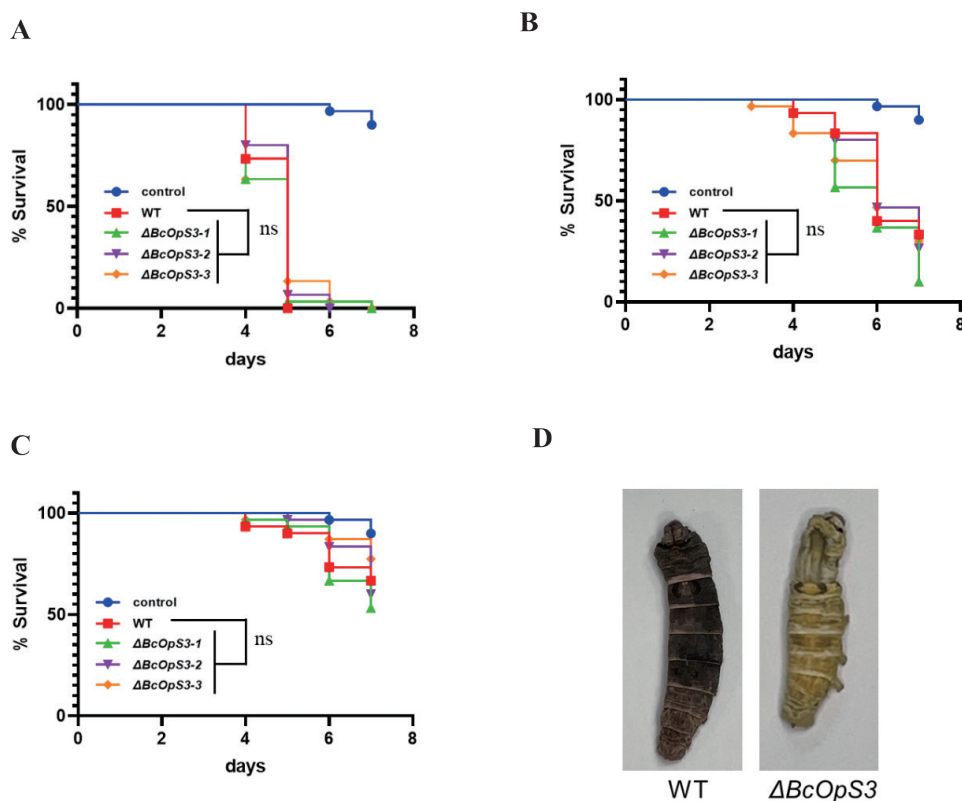 A
% Survival
100
50
0
0 2 4 6 8
days
control
WT
ΔBcOpS3-1
ΔBcOpS3-2
ΔBcOpS3-3
ns
B
% Survival
100
50
0
0 2 4 6 8
days
control
WT
ΔBcOpS3-1
ΔBcOpS3-2
ΔBcOpS3-3
ns
C
% Survival
100
50
0
0 2 4 6 8
days
control
WT
ΔBcOpS3-1
ΔBcOpS3-2
ΔBcOpS3-3
ns
D
WT ΔBcOpS3